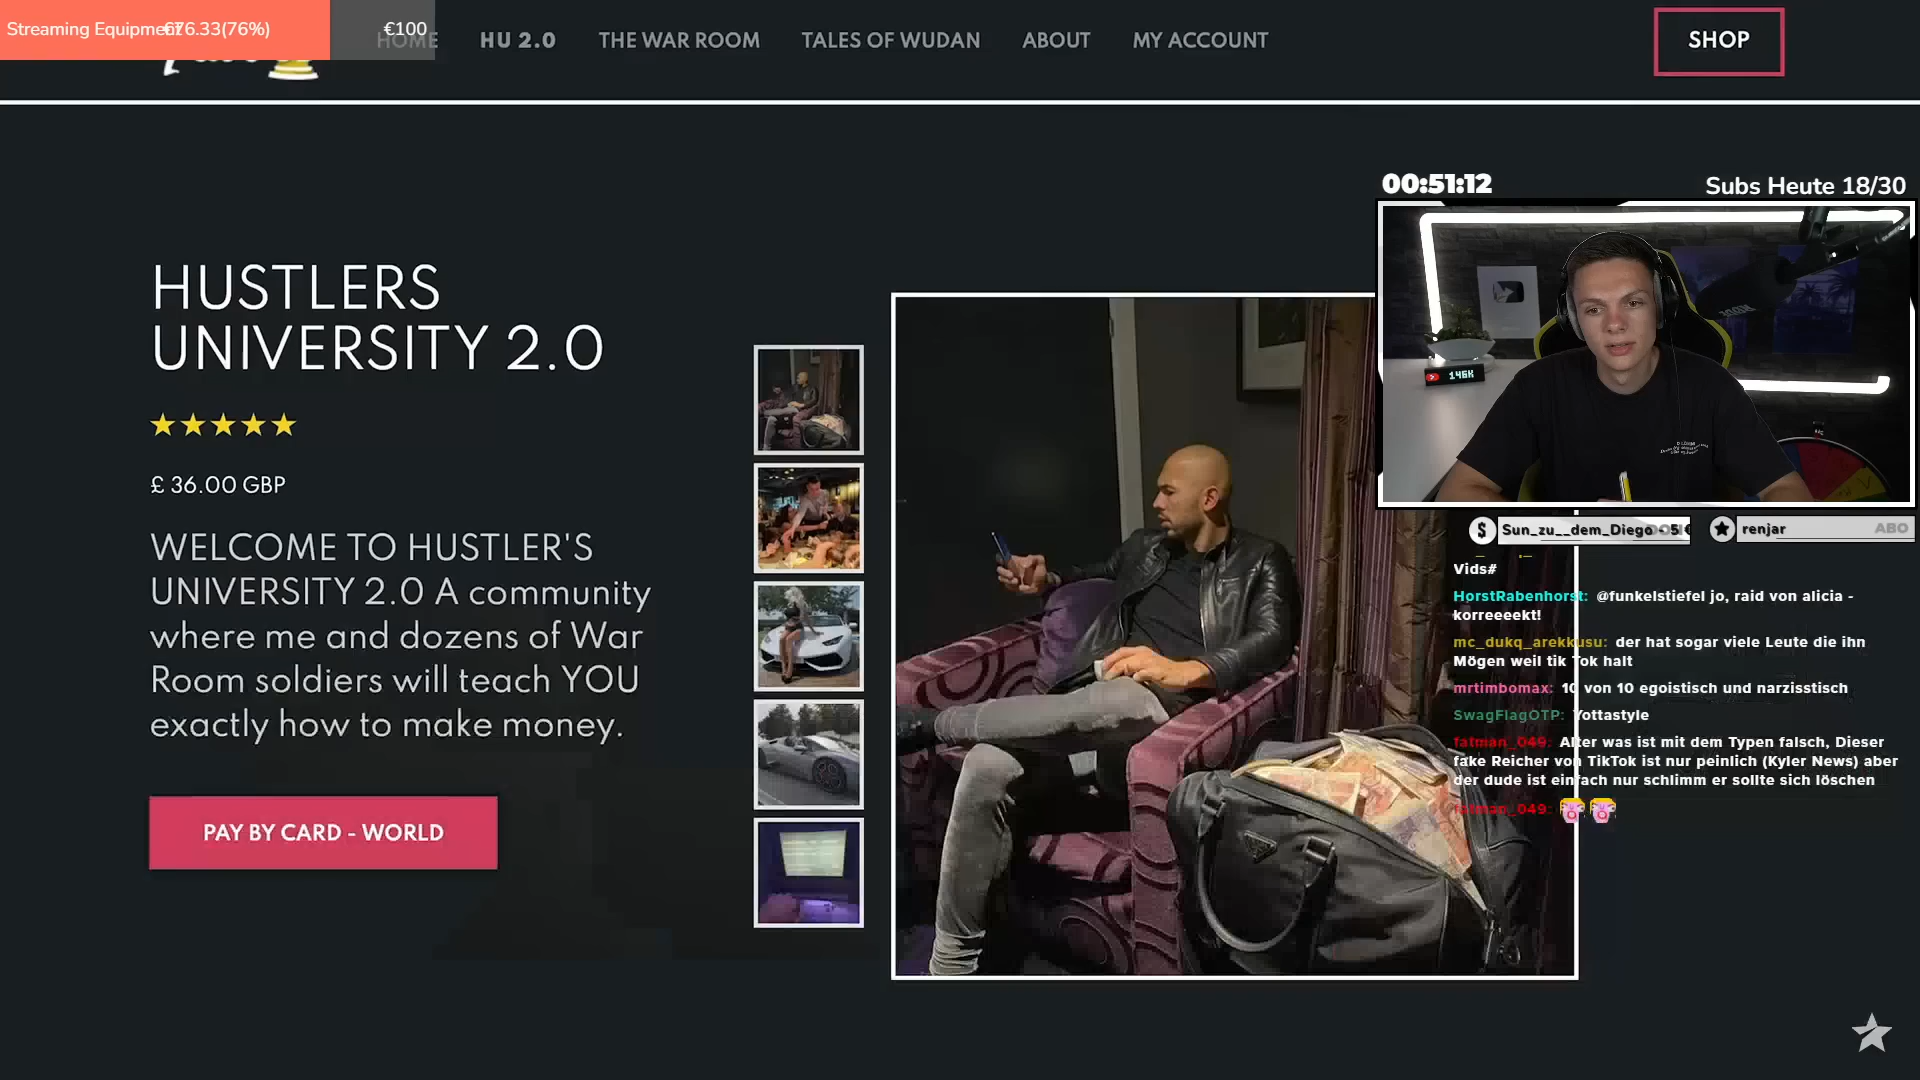 Streaming Equipment €76.33(76%) €100
HOME HU 2.0 THE WAR ROOM TALES OF WUDAN ABOUT MY ACCOUNT SHOP
00:51:12 Subs Heute 18/30
146K
HUSTLERS
UNIVERSITY 2.0
£ 36.00 GBP
WELCOME TO HUSTLER'S
UNIVERSITY 2.0 A community
where me and dozens of War
Room soldiers will teach YOU
exactly how to make money.
PAY BY CARD - WORLD
Sun_zu__dem_Diego - 5 €
renjar ABO
Vids#
HorstRabenhorst: @funkelstiefel jo, raid von alicia -
korreeeekt!
mc_dukq_arekkusu: der hat sogar viele Leute die ihn
Mögen weil tik Tok halt
mrtimbomax: 10 von 10 egoistisch und narzisstisch
SwagFlagOTP: Yottastyle
fatman_049: Alter was ist mit dem Typen falsch, Dieser
fake Reicher von TikTok ist nur peinlich (Kyler News) aber
der dude ist einfach nur schlimm er sollte sich löschen
fatman_049: